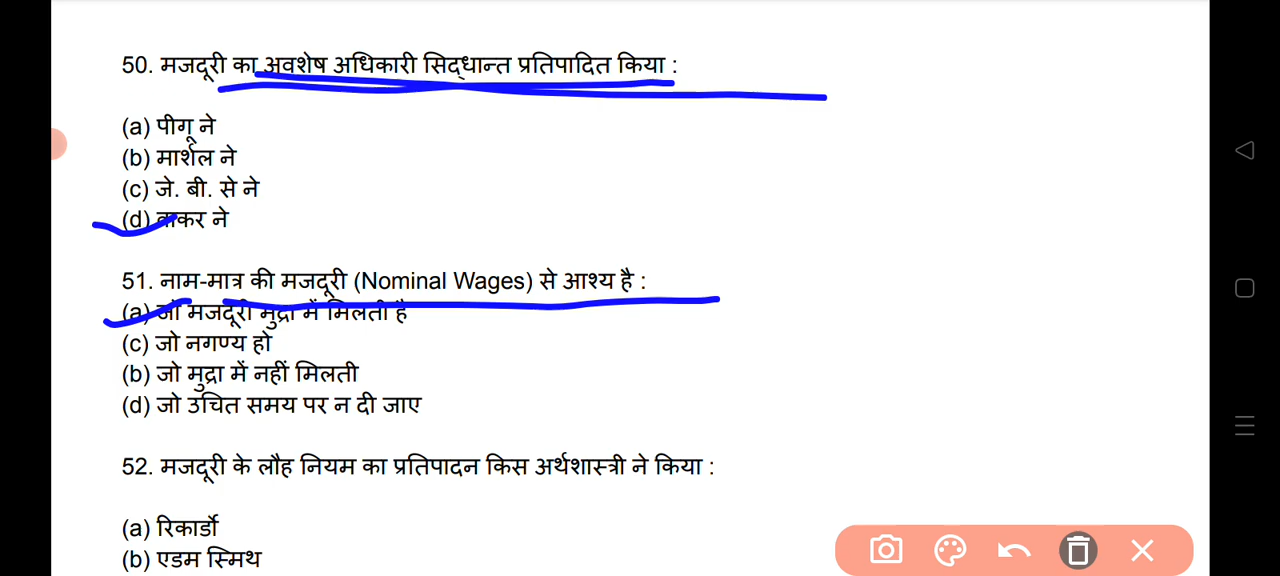 50. मजदूरी का अवशेष अधिकारी सिद्धान्त प्रतिपादित किया :
(a) पीगू ने
(b) मार्शल ने
(c) जे. बी. से ने
(d) वाकर ने
51. नाम-मात्र की मजदूरी (Nominal Wages) से आश्य है :
(a) जो मजदूरी मुद्रा में मिलती है
(c) जो नगण्य हो
(b) जो मुद्रा में नहीं मिलती
(d) जो उचित समय पर न दी जाए
52. मजदूरी के लौह नियम का प्रतिपादन किस अर्थशास्त्री ने किया :
(a) रिकार्डो
(b) एडम स्मिथ